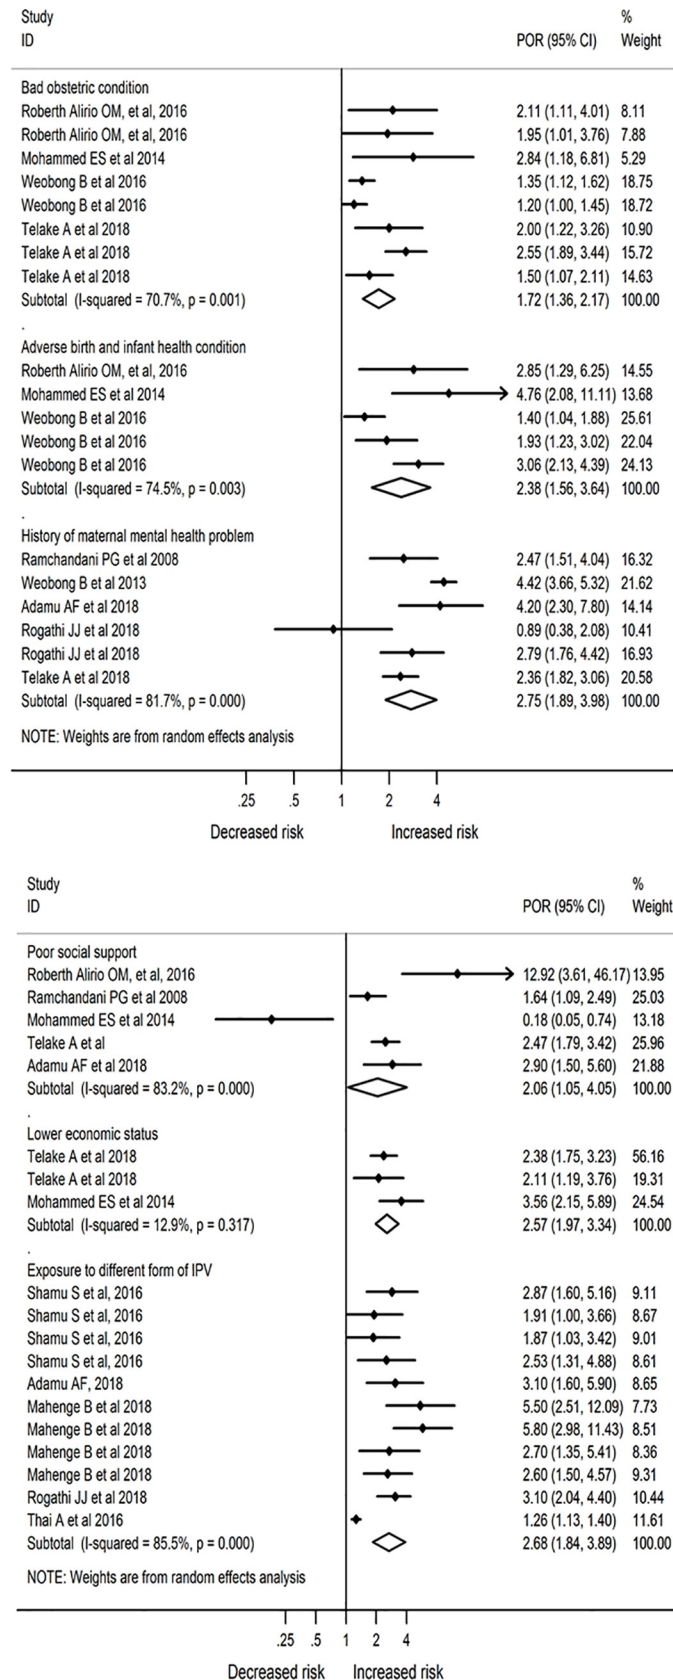 Study %
ID POR (95% CI) Weight
Bad obstetric condition
Roberth Alirio OM, et al, 2016 2.11 (1.11, 4.01) 8.11
Roberth Alirio OM, et al, 2016 1.95 (1.01, 3.76) 7.88
Mohammed ES et al 2014 2.84 (1.18, 6.81) 5.29
Weobong B et al 2016 1.35 (1.12, 1.62) 18.75
Weobong B et al 2016 1.20 (1.00, 1.45) 18.72
Telake A et al 2018 2.00 (1.22, 3.26) 10.90
Telake A et al 2018 2.55 (1.89, 3.44) 15.72
Telake A et al 2018 1.50 (1.07, 2.11) 14.63
Subtotal (I-squared = 70.7%, p = 0.001) 1.72 (1.36, 2.17) 100.00
.
Adverse birth and infant health condition
Roberth Alirio OM, et al, 2016 2.85 (1.29, 6.25) 14.55
Mohammed ES et al 2014 4.76 (2.08, 11.11) 13.68
Weobong B et al 2016 1.40 (1.04, 1.88) 25.61
Weobong B et al 2016 1.93 (1.23, 3.02) 22.04
Weobong B et al 2016 3.06 (2.13, 4.39) 24.13
Subtotal (I-squared = 74.5%, p = 0.003) 2.38 (1.56, 3.64) 100.00
.
History of maternal mental health problem
Ramchandani PG et al 2008 2.47 (1.51, 4.04) 16.32
Weobong B et al 2013 4.42 (3.66, 5.32) 21.62
Adamu AF et al 2018 4.20 (2.30, 7.80) 14.14
Rogathi JJ et al 2018 0.89 (0.38, 2.08) 10.41
Rogathi JJ et al 2018 2.79 (1.76, 4.42) 16.93
Telake A et al 2018 2.36 (1.82, 3.06) 20.58
Subtotal (I-squared = 81.7%, p = 0.000) 2.75 (1.89, 3.98) 100.00
NOTE: Weights are from random effects analysis
.25 .5 1 2 4
Decreased risk Increased risk
Study %
ID POR (95% CI) Weight
Poor social support
Roberth Alirio OM, et al, 2016 12.92 (3.61, 46.17) 13.95
Ramchandani PG et al 2008 1.64 (1.09, 2.49) 25.03
Mohammed ES et al 2014 0.18 (0.05, 0.74) 13.18
Telake A et al 2.47 (1.79, 3.42) 25.96
Adamu AF et al 2018 2.90 (1.50, 5.60) 21.88
Subtotal (I-squared = 83.2%, p = 0.000) 2.06 (1.05, 4.05) 100.00
.
Lower economic status
Telake A et al 2018 2.38 (1.75, 3.23) 56.16
Telake A et al 2018 2.11 (1.19, 3.76) 19.31
Mohammed ES et al 2014 3.56 (2.15, 5.89) 24.54
Subtotal (I-squared = 12.9%, p = 0.317) 2.57 (1.97, 3.34) 100.00
.
Exposure to different form of IPV
Shamu S et al, 2016 2.87 (1.60, 5.16) 9.11
Shamu S et al, 2016 1.91 (1.00, 3.66) 8.67
Shamu S et al, 2016 1.87 (1.03, 3.42) 9.01
Shamu S et al, 2016 2.53 (1.31, 4.88) 8.61
Adamu AF, 2018 3.10 (1.60, 5.90) 8.65
Mahenge B et al 2018 5.50 (2.51, 12.09) 7.73
Mahenge B et al 2018 5.80 (2.98, 11.43) 8.51
Mahenge B et al 2018 2.70 (1.35, 5.41) 8.36
Mahenge B et al 2018 2.60 (1.50, 4.57) 9.31
Rogathi JJ et al 2018 3.10 (2.04, 4.40) 10.44
Thai A et al 2016 1.26 (1.13, 1.40) 11.61
Subtotal (I-squared = 85.5%, p = 0.000) 2.68 (1.84, 3.89) 100.00
NOTE: Weights are from random effects analysis
.25 .5 1 2 4
Decreased risk Increased risk